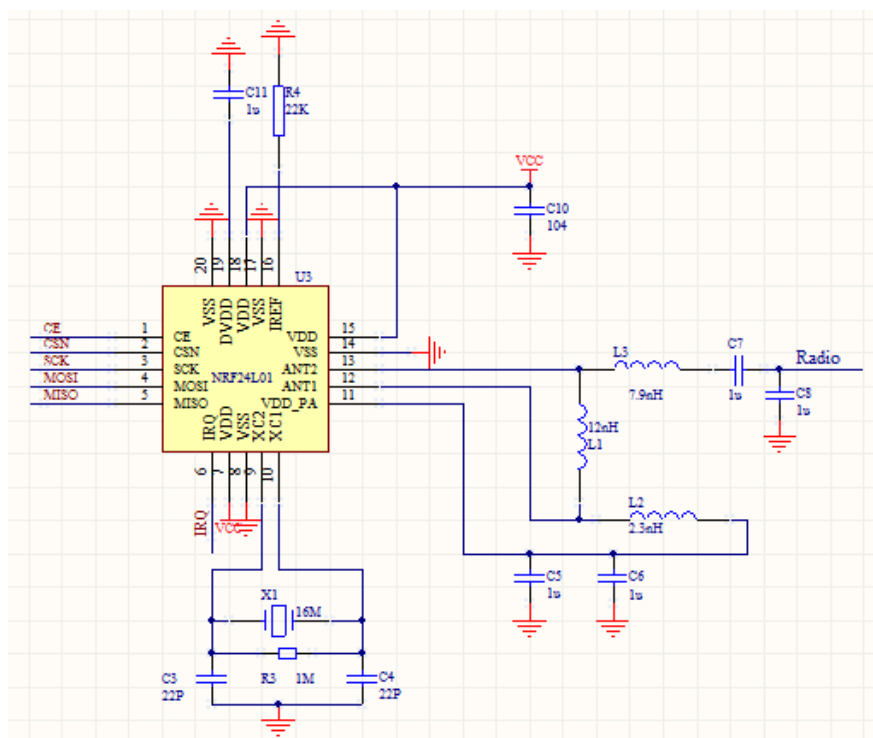 C11
1u
R4
22K
VCC
C10
104
20
19
18
17
16
U3
VSS
DVDD
VDD
VSS
IREF
CE
1
CE
VDD
15
CSN
2
CSN
VSS
14
SCK
3
SCK
ANT2
13
MOSI
4
MOSI
NRF24L01
ANT1
12
MISO
5
MISO
VDD_PA
11
IRQ
VDD
VSS
XC2
XC1
6
7
8
9
10
IRQ
VCC
L3
7.9nH
C7
1u
Radio
C8
1u
12nH
L1
L2
2.3nH
C5
1u
C6
1u
X1
16M
C3
22P
R3
1M
C4
22P